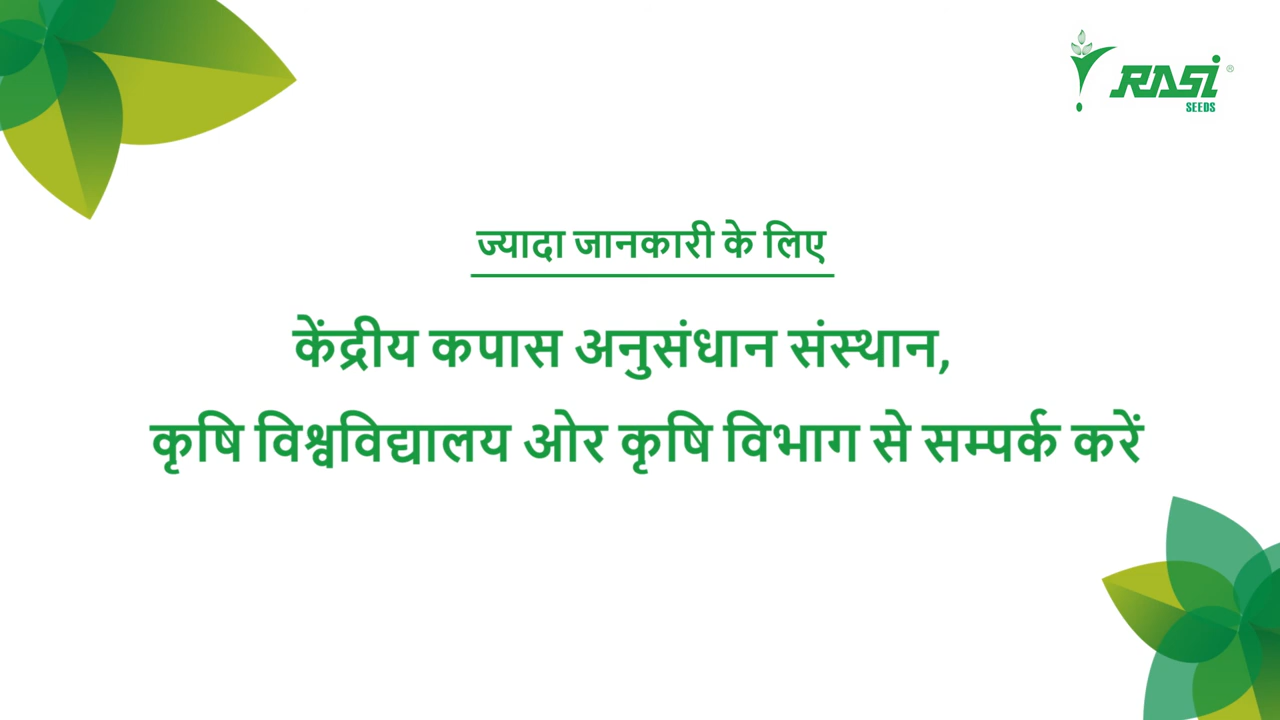 RASI®
SEEDS
ज्यादा जानकारी के लिए
केंद्रीय कपास अनुसंधान संस्थान,
कृषि विश्वविद्यालय ओर कृषि विभाग से सम्पर्क करें